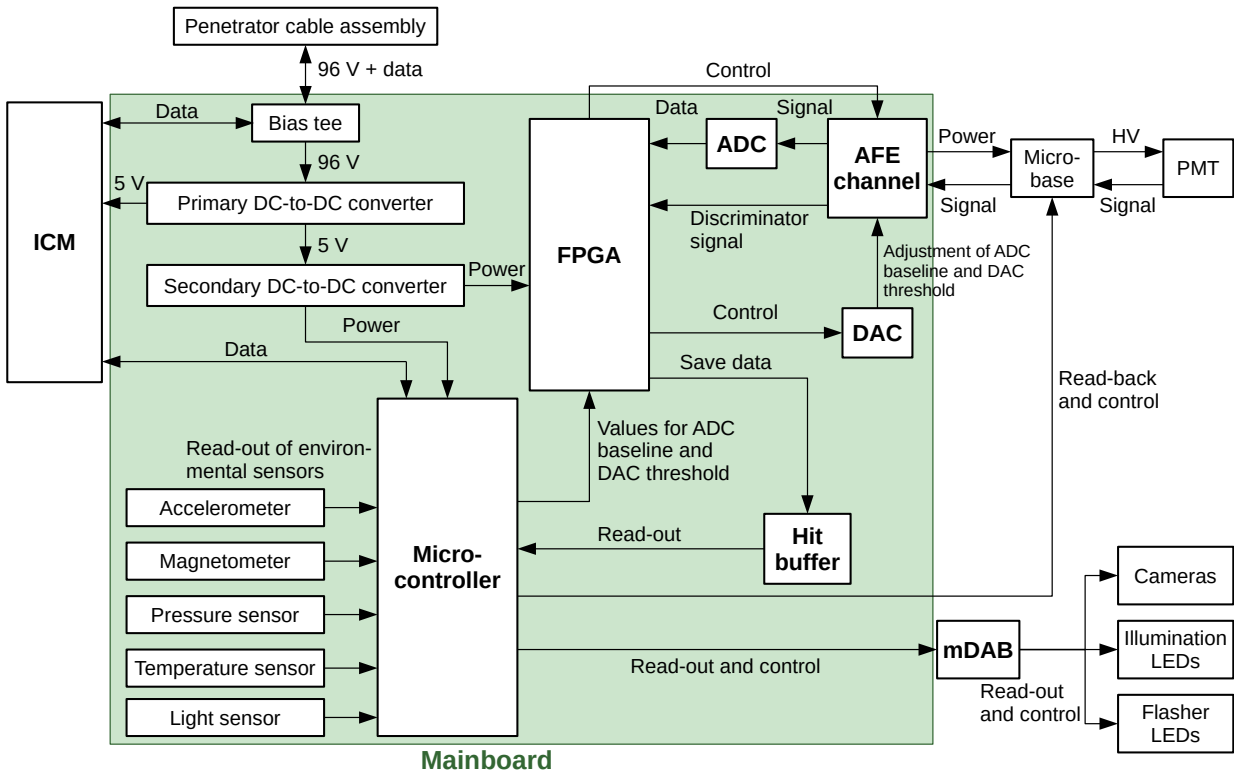 Penetrator cable assembly
96 V + data
Control
Data
Bias tee
Data
Signal
ADC
AFE
channel
Power
Micro-
base
HV
PMT
Signal
Signal
96 V
5 V
Primary DC-to-DC converter
ICM
FPGA
Discriminator
signal
5 V
Adjustment of ADC
baseline and DAC
threshold
Secondary DC-to-DC converter
Power
Power
Control
DAC
Data
Save data
Read-back
and control
Values for ADC
baseline and
DAC threshold
Read-out of environ-
mental sensors
Accelerometer
Magnetometer
Pressure sensor
Temperature sensor
Light sensor
Micro-
controller
Read-out
Hit
buffer
Read-out and control
mDAB
Cameras
Illumination
LEDs
Read-out
and control
Flasher
LEDs
Mainboard